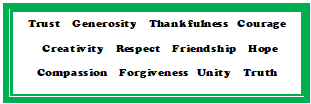 Trust Generosity Thankfulness Courage
Creativity Respect Friendship Hope
Compassion Forgiveness Unity Truth